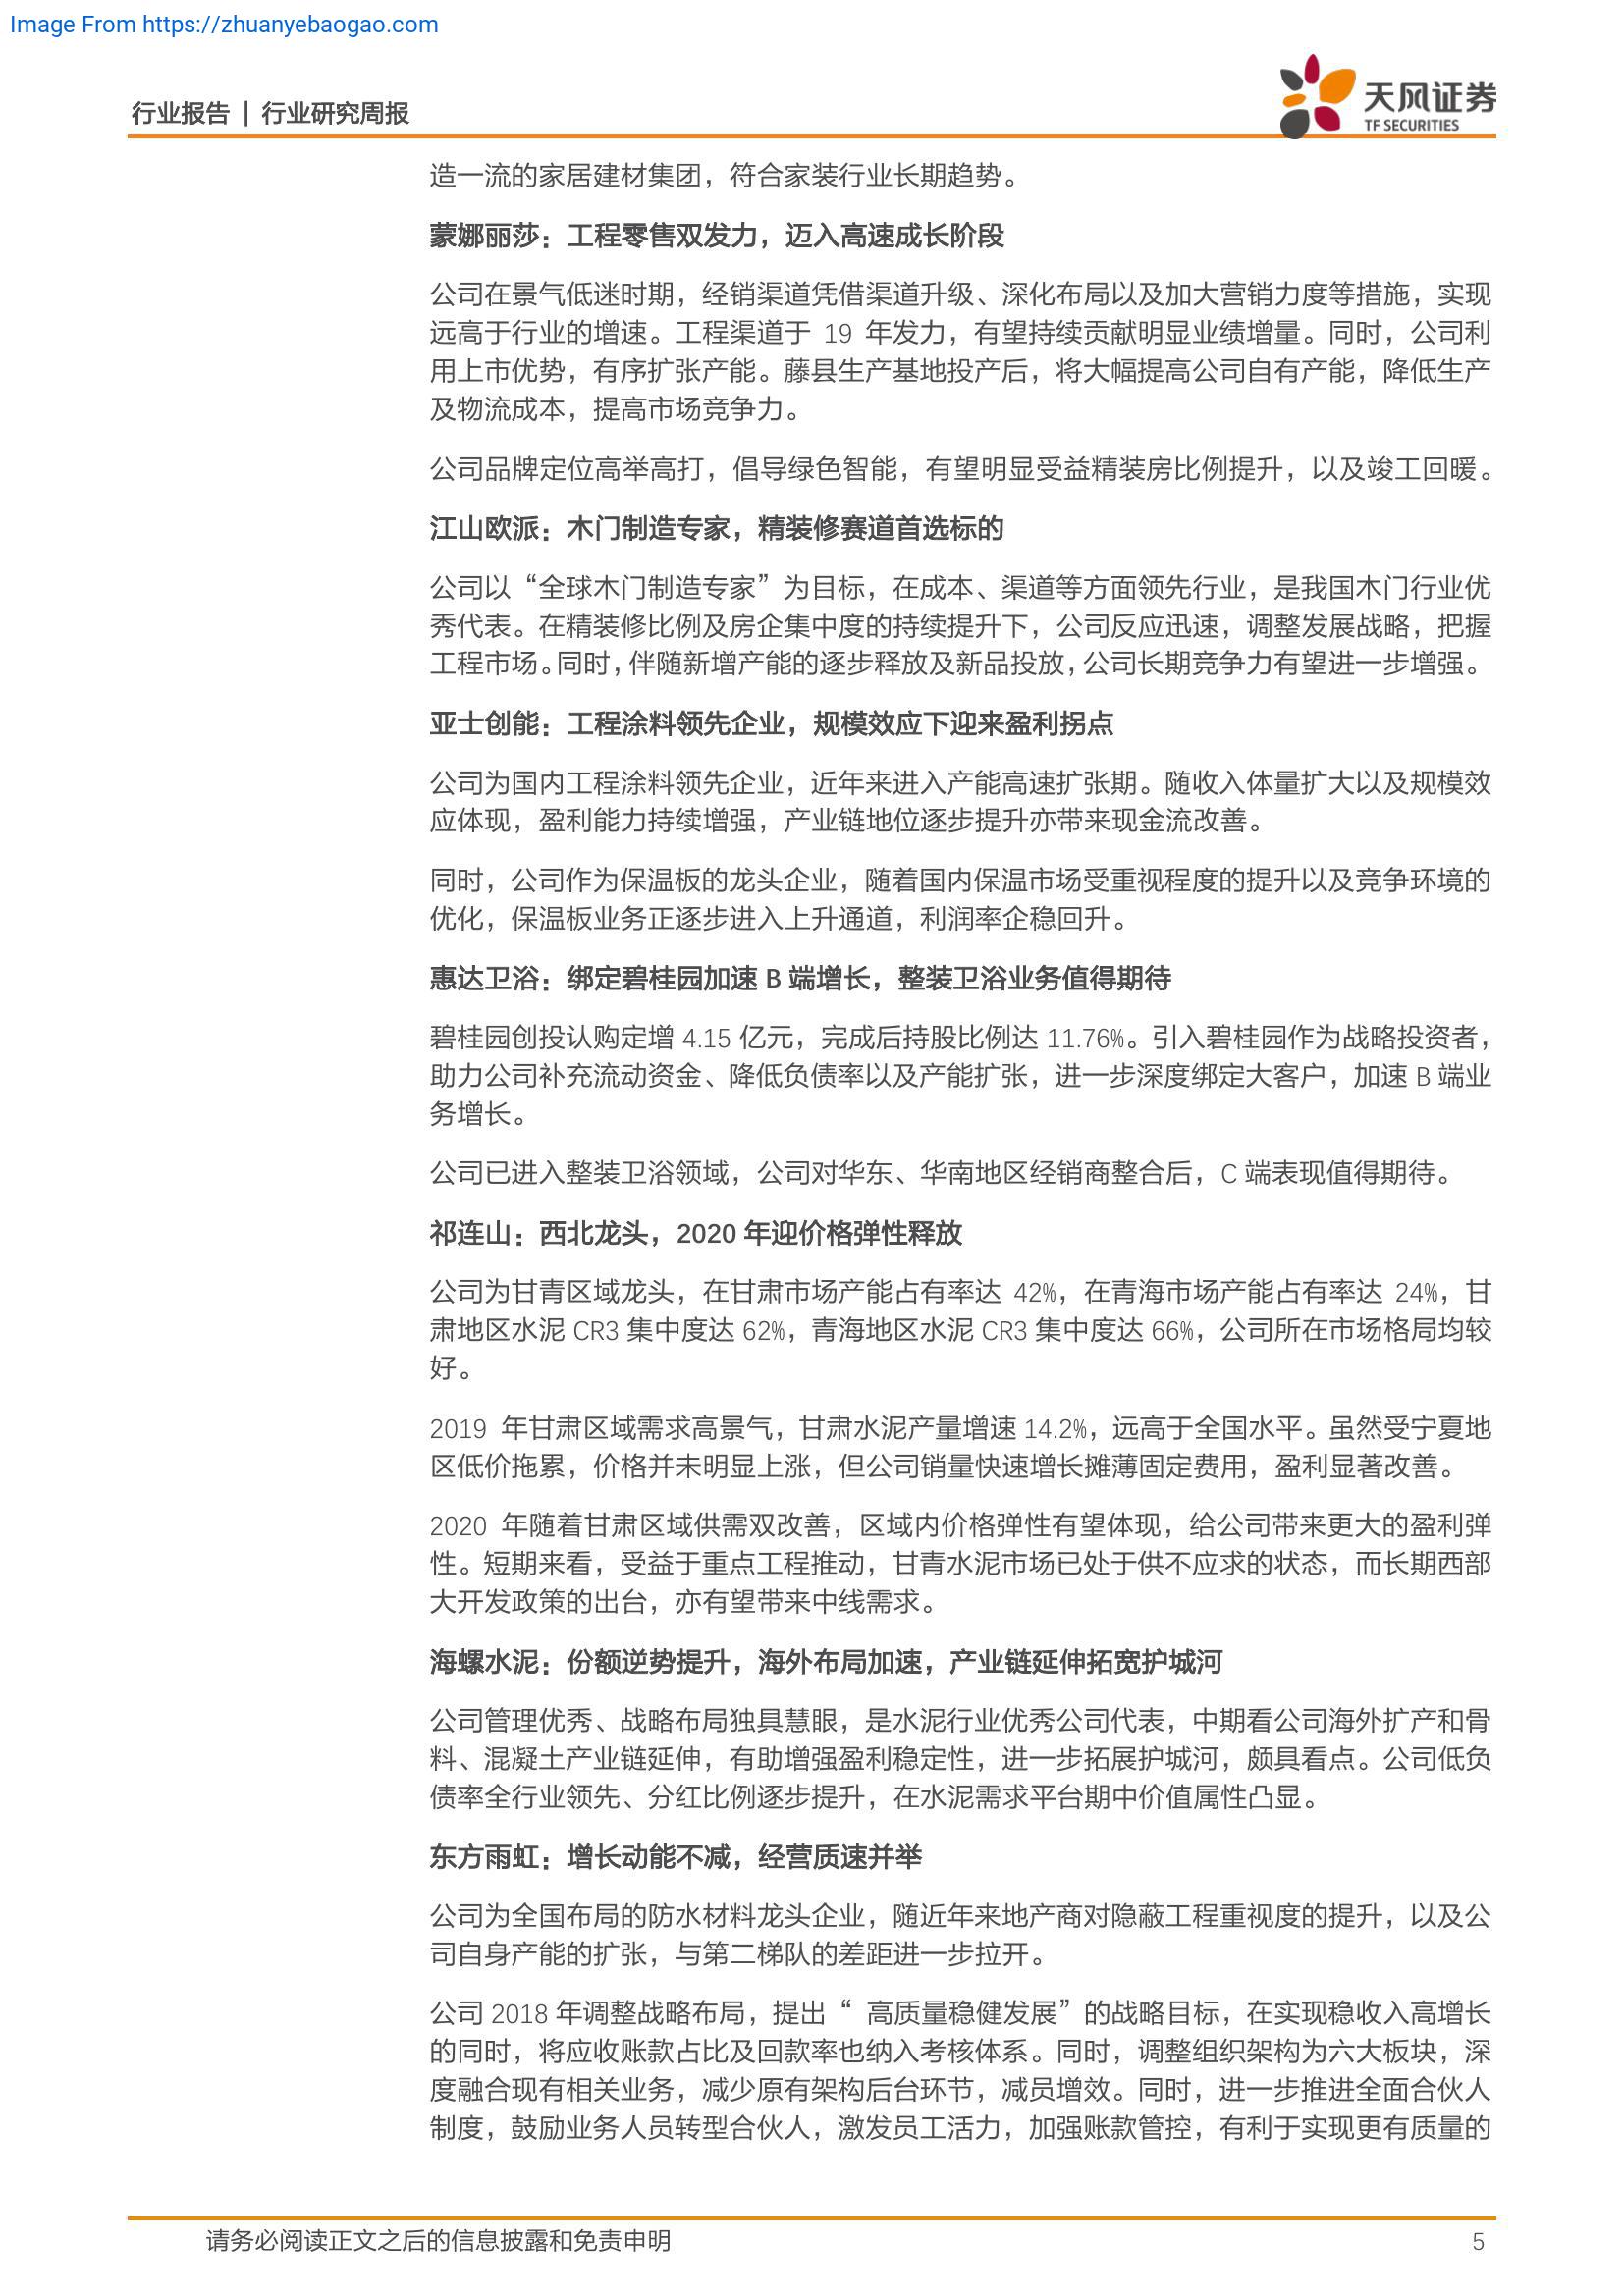 Image From https://zhuanyebaogao.com
行业报告 | 行业研究周报
天风证券
TF SECURITIES
造一流的家居建材集团，符合家装行业长期趋势。
蒙娜丽莎：工程零售双发力，迈入高速成长阶段
公司在景气低迷时期，经销渠道凭借渠道升级、深化布局以及加大营销力度等措施，实现
远高于行业的增速。工程渠道于 19 年发力，有望持续贡献明显业绩增量。同时，公司利
用上市优势，有序扩张产能。藤县生产基地投产后，将大幅提高公司自有产能，降低生产
及物流成本，提高市场竞争力。
公司品牌定位高举高打，倡导绿色智能，有望明显受益精装房比例提升，以及竣工回暖。
江山欧派：木门制造专家，精装修赛道首选标的
公司以“全球木门制造专家”为目标，在成本、渠道等方面领先行业，是我国木门行业优
秀代表。在精装修比例及房企集中度的持续提升下，公司反应迅速，调整发展战略，把握
工程市场。同时，伴随新增产能的逐步释放及新品投放，公司长期竞争力有望进一步增强。
亚士创能：工程涂料领先企业，规模效应下迎来盈利拐点
公司为国内工程涂料领先企业，近年来进入产能高速扩张期。随收入体量扩大以及规模效
应体现，盈利能力持续增强，产业链地位逐步提升亦带来现金流改善。
同时，公司作为保温板的龙头企业，随着国内保温市场受重视程度的提升以及竞争环境的
优化，保温板业务正逐步进入上升通道，利润率企稳回升。
惠达卫浴：绑定碧桂园加速 B 端增长，整装卫浴业务值得期待
碧桂园创投认购定增 4.15 亿元，完成后持股比例达 11.76%。引入碧桂园作为战略投资者，
助力公司补充流动资金、降低负债率以及产能扩张，进一步深度绑定大客户，加速 B 端业
务增长。
公司已进入整装卫浴领域，公司对华东、华南地区经销商整合后，C 端表现值得期待。
祁连山：西北龙头，2020 年迎价格弹性释放
公司为甘青区域龙头，在甘肃市场产能占有率达 42%，在青海市场产能占有率达 24%，甘
肃地区水泥 CR3 集中度达 62%，青海地区水泥 CR3 集中度达 66%，公司所在市场格局均较
好。
2019 年甘肃区域需求高景气，甘肃水泥产量增速 14.2%，远高于全国水平。虽然受宁夏地
区低价拖累，价格并未明显上涨，但公司销量快速增长摊薄固定费用，盈利显著改善。
2020 年随着甘肃区域供需双改善，区域内价格弹性有望体现，给公司带来更大的盈利弹
性。短期来看，受益于重点工程推动，甘青水泥市场已处于供不应求的状态，而长期西部
大开发政策的出台，亦有望带来中线需求。
海螺水泥：份额逆势提升，海外布局加速，产业链延伸拓宽护城河
公司管理优秀、战略布局独具慧眼，是水泥行业优秀公司代表，中期看公司海外扩产和骨
料、混凝土产业链延伸，有助增强盈利稳定性，进一步拓展护城河，颇具看点。公司低负
债率全行业领先、分红比例逐步提升，在水泥需求平台期中价值属性凸显。
东方雨虹：增长动能不减，经营质速并举
公司为全国布局的防水材料龙头企业，随近年来地产商对隐蔽工程重视度的提升，以及公
司自身产能的扩张，与第二梯队的差距进一步拉开。
公司 2018 年调整战略布局，提出“ 高质量稳健发展”的战略目标，在实现稳收入高增长
的同时，将应收账款占比及回款率也纳入考核体系。同时，调整组织架构为六大板块，深
度融合现有相关业务，减少原有架构后台环节，减员增效。同时，进一步推进全面合伙人
制度，鼓励业务人员转型合伙人，激发员工活力，加强账款管控，有利于实现更有质量的
请务必阅读正文之后的信息披露和免责申明
5